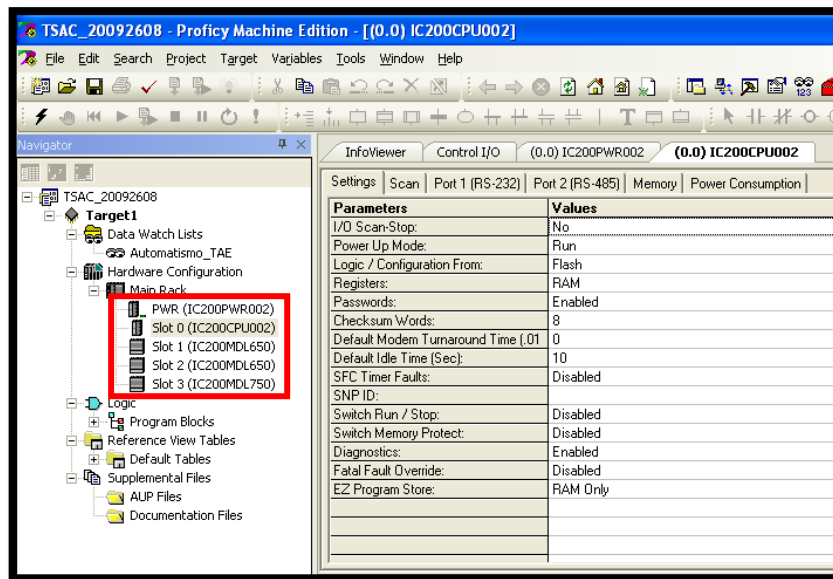 TSAC_20092608 - Proficy Machine Edition - [(0.0) IC200CPU002]
File Edit Search Project Target Variables Tools Window Help
123
Navigator
InfoViewer Control I/O (0.0) IC200PWR002 (0.0) IC200CPU002
Settings Scan Port 1 (RS-232) Port 2 (RS-485) Memory Power Consumption
TSAC_20092608
Target1
Data Watch Lists
Automatismo_TAE
Hardware Configuration
Main Rack
PWR (IC200PWR002)
Slot 0 (IC200CPU002)
Slot 1 (IC200MDL650)
Slot 2 (IC200MDL650)
Slot 3 (IC200MDL750)
Logic
Program Blocks
Reference View Tables
Default Tables
Supplemental Files
AUP Files
Documentation Files
Parameters Values
I/O Scan-Stop: No
Power Up Mode: Run
Logic / Configuration From: Flash
Registers: RAM
Passwords: Enabled
Checksum Words: 8
Default Modem Turnaround Time (.01 0
Default Idle Time (Sec): 10
SFC Timer Faults: Disabled
SNP ID:
Switch Run / Stop: Disabled
Switch Memory Protect: Disabled
Diagnostics: Enabled
Fatal Fault Override: Disabled
EZ Program Store: RAM Only